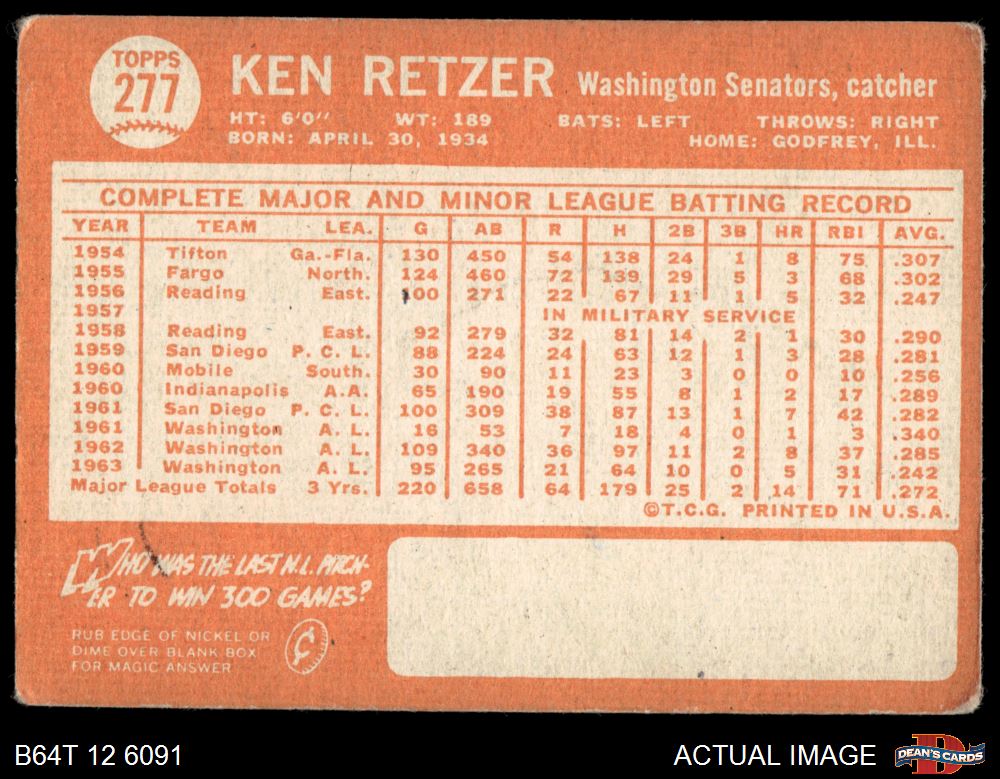 TOPPS
277
KEN RETZER Washington Senators, catcher
HT: 6'0" WT: 189 BATS: LEFT THROWS: RIGHT
BORN: APRIL 30, 1934 HOME: GODFREY, ILL.
COMPLETE MAJOR AND MINOR LEAGUE BATTING RECORD
YEAR TEAM LEA. G AB R H 2B 3B HR RBI AVG.
1954 Tifton Ga.-Fla. 130 450 54 138 24 1 8 75 .307
1955 Fargo North. 124 460 72 139 29 5 3 68 .302
1956 Reading East. 100 271 22 67 11 1 5 32 .247
1957 IN MILITARY SERVICE
1958 Reading East. 92 279 32 81 14 2 1 30 .290
1959 San Diego P. C. L. 88 224 24 63 12 1 3 28 .281
1960 Mobile South. 30 90 11 23 3 0 0 10 .256
1960 Indianapolis A.A. 65 190 19 55 8 1 2 17 .289
1961 San Diego P. C. L. 100 309 38 87 13 1 7 42 .282
1961 Washington A. L. 16 53 7 18 4 0 1 3 .340
1962 Washington A. L. 109 340 36 97 11 2 8 37 .285
1963 Washington A. L. 95 265 21 64 10 0 5 31 .242
Major League Totals 3 Yrs. 220 658 64 179 25 2 14 71 .272
©T.C.G. PRINTED IN U.S.A.
WHO WAS THE LAST N.L. PITCH-
ER TO WIN 300 GAMES?
RUB EDGE OF NICKEL OR
DIME OVER BLANK BOX
FOR MAGIC ANSWER
B64T 12 6091 ACTUAL IMAGE DEAN'S CARDS